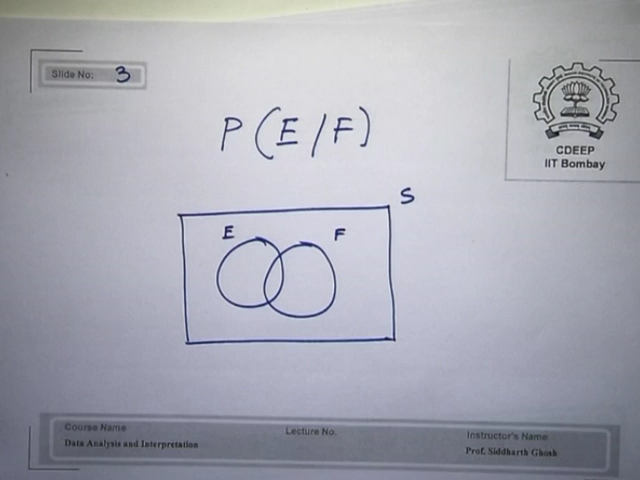 Slide No: 3
CDEEP
IIT Bombay
P(E/F)
S
E F
Course Name
Data Analysis and Interpretation
Lecture No.
Instructor's Name
Prof. Siddharth Ghosh